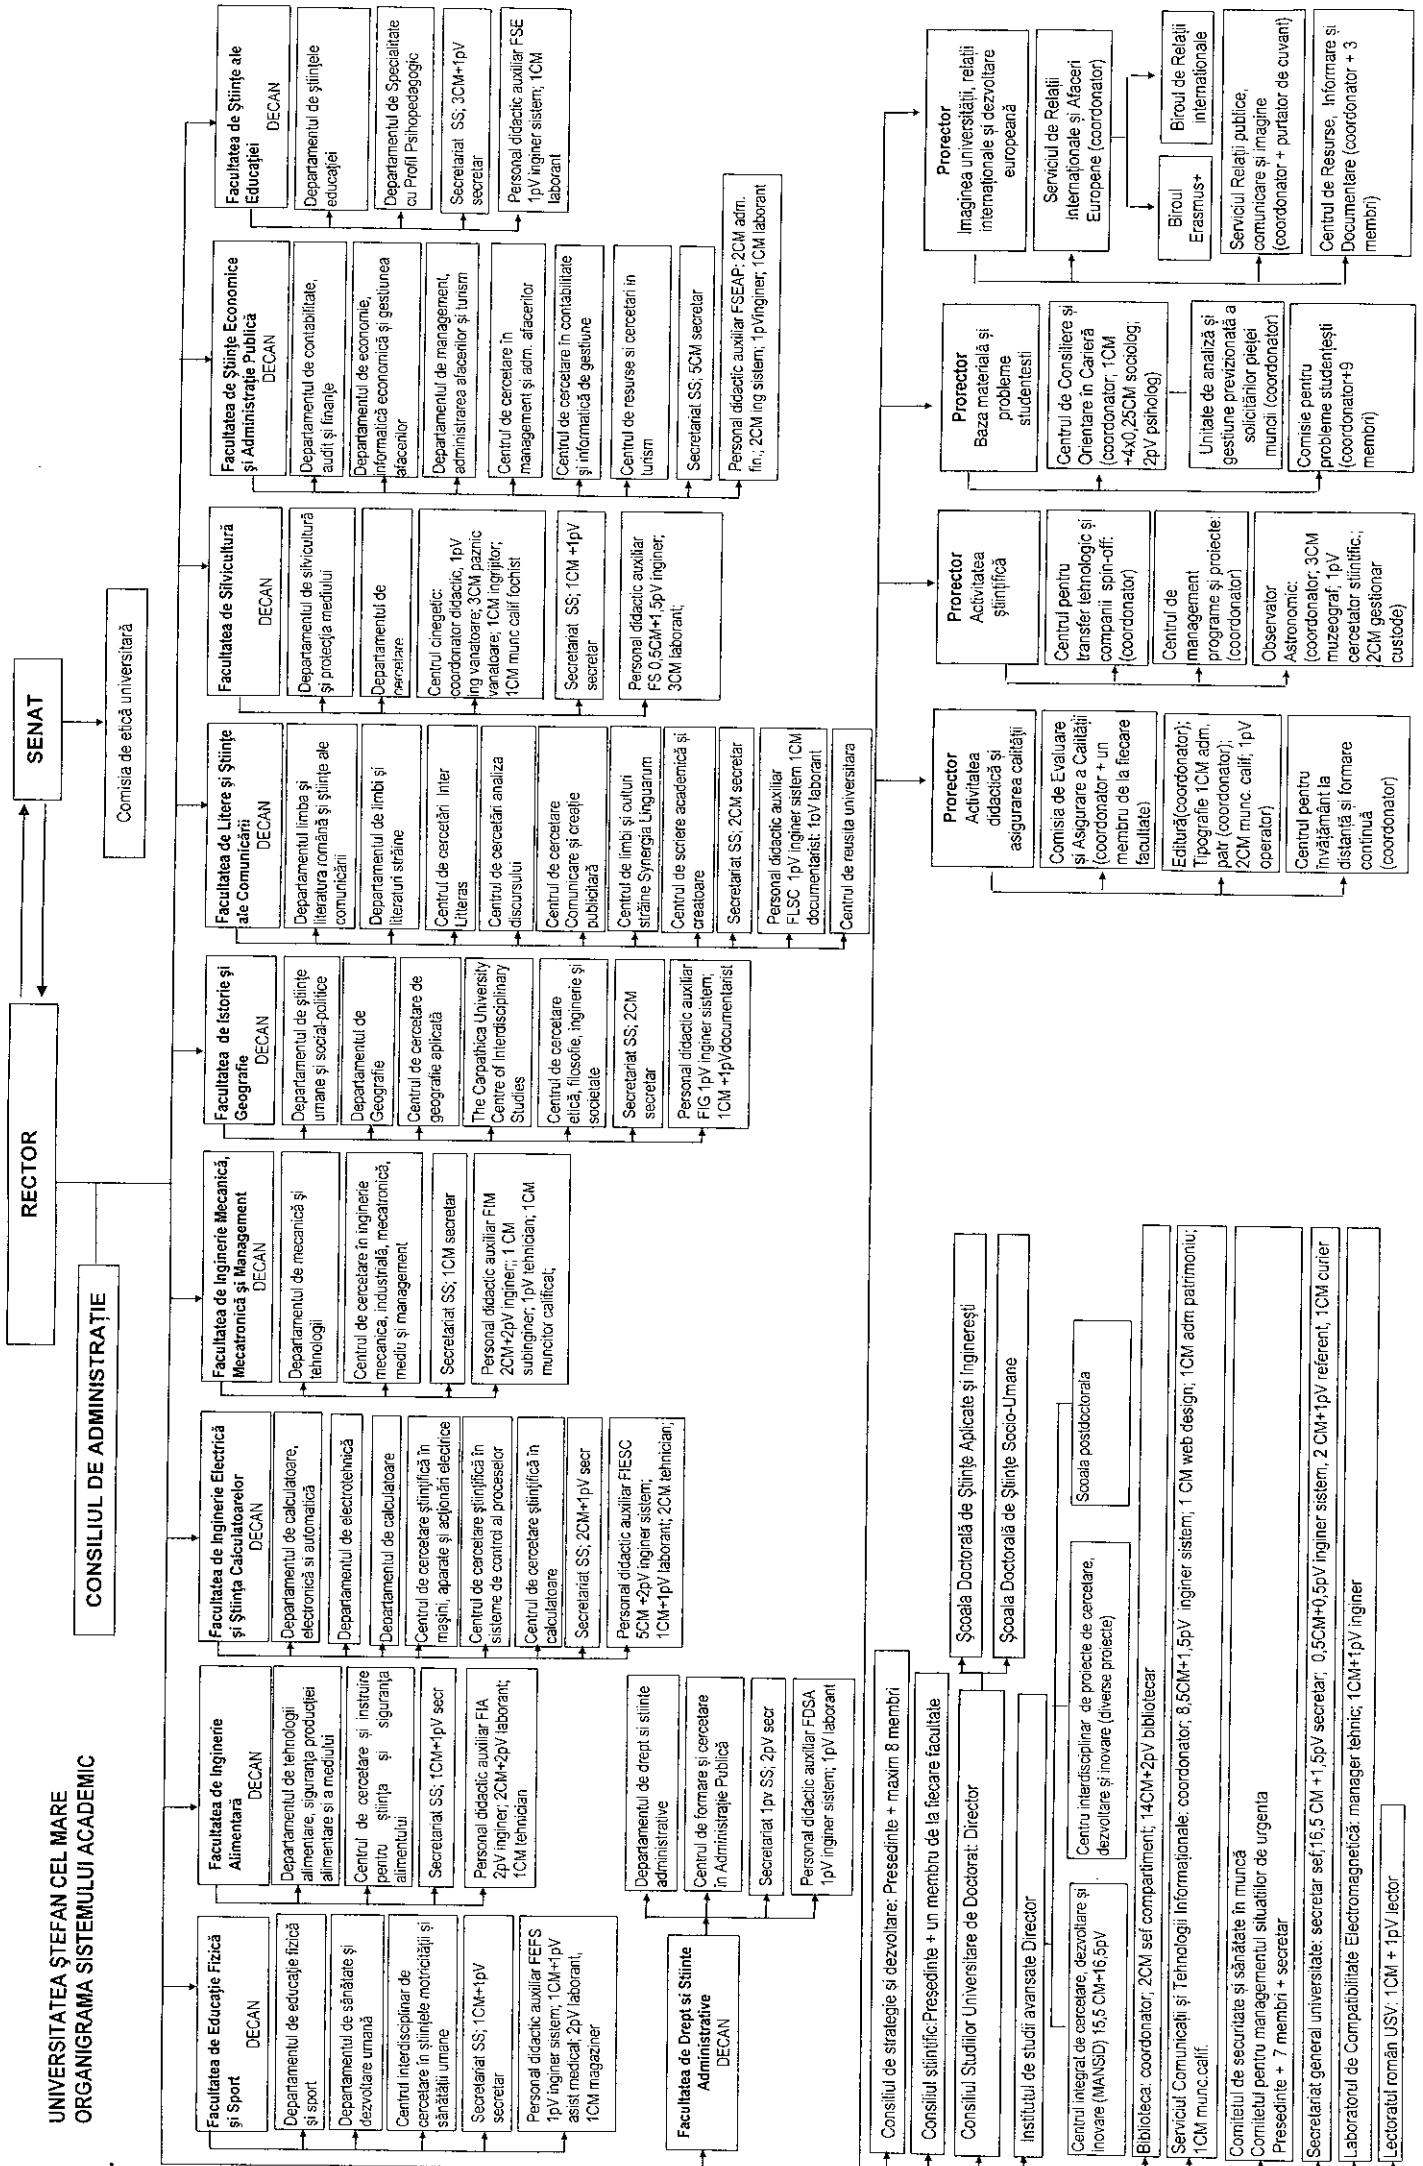 UNIVERSITATEA ŞTEFAN CEL MARE
ORGANIGRAMA SISTEMULUI ACADEMIC
RECTOR
SENAT
CONSILIUL DE ADMINISTRAŢIE
Comisia de etică universitară
Facultatea de Educaţie Fizică
şi Sport
DECAN
Departamentul de educaţie fizică
şi sport
Departamentul de sănătate şi
dezvoltare umană
Centrul interdisciplinar de
cercetare în ştiinţele motricităţii şi
sănătăţii umane
Secretariat SS; 1CM+1pV
secretar
Personal didactic auxiliar FEFS
1pV inginer sistem; 1CM+1pV
asist medical; 2pV laborant,
1CM magaziner
Facultatea de Inginerie
Alimentară
DECAN
Departamentul de tehnologii
alimentare, siguranţa producţiei
alimentare si a mediului
Centrul de cercetare si instruire
pentru ştiinţa şi siguranţa
alimentului
Secretariat SS; 1CM+1pV secr
Personal didactic auxiliar FIA
2pV inginer; 2CM+2pV laborant;
1CM tehnician
Facultatea de Inginerie Electrică
şi Ştiinţa Calculatoarelor
DECAN
Departamentul de calculatoare,
electronică si automatică
Departamentul de electrotehnică
Departamentul de calculatoare
Centrul de cercetare ştiinţifică în
maşini, aparate şi acţionări electrice
Centrul de cercetare ştiinţifică în
sisteme de control al proceselor
Centrul de cercetare ştiinţifică în
calculatoare
Secretariat SS; 2CM+1pV secr
Personal didactic auxiliar FIESC
5CM +2pV inginer sistem;
1CM+1pV laborant; 2CM tehnician;
Facultatea de Inginerie Mecanică,
Mecatronică şi Management
DECAN
Departamentul de mecanică şi
tehnologii
Centrul de cercetare în inginerie
mecanica, industrială, mecatronică,
mediu şi management
Secretariat SS; 1CM secretar
Personal didactic auxiliar FIM
2CM+2pV inginer;; 1 CM
subinginer; 1pV tehnician; 1CM
muncitor calificat;
Facultatea de Istorie şi
Geografie
DECAN
Departamentul de ştiinţe
umane şi social-politice
Departamentul de
Geografie
Centrul de cercetare de
geografie aplicată
The Carpathica University
Centre of Interdisciplinary
Studies
Centrul de cercetare
etică, filosofie, inginerie şi
societate
Secretariat SS; 2CM
secretar
Personal didactic auxiliar
FIG 1pV inginer sistem;
1CM +1pVdocumentarist
Facultatea de Litere şi Ştiinţe
ale Comunicării
DECAN
Departamentul limba şi
literatura română şi ştiinţe ale
comunicării
Departamentul de limbi şi
literaturi străine
Centrul de cercetări Inter
Litteras
Centrul de cercetări analiza
discursului
Centrul de cercetare
Comunicare şi creaţie
publicitară
Centrul de limbi şi culturi
străine Synergia Linguarum
Centrul de scriere academică şi
creatoare
Secretariat SS; 2CM secretar
Personal didactic auxiliar
FLSC 1pV inginer sistem 1CM
documentarist; 1pV laborant
Centrul de reusita universitara
Facultatea de Silvicultură
DECAN
Departamentul de silvicultură
şi protecţia mediului
Departamentul de
cercetare
Centrul cinegetic:
coordonator didactic, 1pV
ing vanatoare; 3CM paznic
vanatoare; 1CM ingrijitor;
1CM munc calif fochist
Secretariat SS; 1CM +1pV
secretar
Personal didactic auxiliar
FS 0,5CM+1,5pV inginer;
3CM laborant;
Facultatea de Ştiinţe Economice
şi Administraţie Publică
DECAN
Departamentul de contabilitate,
audit şi finanţe
Departamentul de economie,
informatică economică şi gestiunea
afacerilor
Departamentul de management,
administrarea afacerilor şi turism
Centrul de cercetare în
management şi adm. afacerilor
Centrul de cercetare în contabilitate
şi informatică de gestiune
Centrul de resurse si cercetari in
turism
Secretariat SS; 5CM secretar
Personal didactic auxiliar FSEAP: 2CM adm.
fin.; 2CM ing sistem; 1pVinginer; 1CM laborant
Facultatea de Ştiinţe ale
Educaţiei
DECAN
Departamentul de ştiinţele
educaţiei
Departamentul de Specialitate
cu Profil Psihopedagogic
Secretariat SS; 3CM+1pV
secretar
Personal didactic auxiliar FSE
1pV inginer sistem; 1CM
laborant
Facultatea de Drept si Stiinte
Administrative
DECAN
Departamentul de drept si stiinte
administrative
Centrul de formare şi cercetare
în Administraţie Publică
Secretariat 1pv SS; 2pV secr
Personal didactic auxiliar FDSA
1pV inginer sistem; 1pV laborant
Consiliul de strategie şi dezvoltare: Presedinte + maxim 8 membri
Consiliul stiintific:Preşedinte + un membru de la fiecare facultate
Consiliul Studiilor Universitare de Doctorat: Director
Şcoala Doctorală de Ştiinţe Aplicate şi Inginereşti
Şcoala Doctorală de Ştiinţe Socio-Umane
Institutul de studii avansate Director
Centrul integrat de cercetare, dezvoltare şi
inovare (MANSiD) 15,5 CM+16,5pV
Centru interdisciplinar de proiecte de cercetare,
dezvoltare şi inovare (diverse proiecte)
Scoala postdoctorala
Biblioteca: coordonator; 2CM sef compartiment; 14CM+2pV bibliotecar
Serviciul Comunicaţii şi Tehnologii Informaţionale: coordonator; 8,5CM+1,5pV inginer sistem; 1 CM web design; 1CM adm patrimoniu;
1CM munc.calif.
Comitetul de securitate si sănătate în muncă
Comitetul pentru managementul situatiilor de urgenta
Presedinte + 7 membri + secretar
Secretariat general universitate: secretar sef;16,5 CM +1,5pV secretar; 0,5CM+0,5pV inginer sistem, 2 CM+1pV referent, 1CM curier
Laboratorul de Compatibilitate Electromagnetică: manager tehnic; 1CM+1pV inginer
Lectoratul român USV: 1CM + 1pV lector
Prorector
Activitatea
didactică şi
asigurarea calităţii
Comisia de Evaluare
şi Asigurare a Calităţii
(coordonator + un
membru de la fiecare
facultate)
Editură(coordonator);
Tipografie 1CM adm.
patr (coordonator);
2CM munc. calif; 1pV
operator)
Centrul pentru
învăţământ la
distanţă şi formare
continuă
(coordonator)
Prorector
Activitatea
ştiinţifică
Centrul pentru
transfer tehnologic şi
companii spin-off:
(coordonator)
Centrul de
management
programe şi proiecte:
(coordonator)
Observator
Astronomic:
(coordonator; 3CM
muzeograf; 1pV
cercetator stiintific;
2CM gestionar
custode)
Prorector
Baza materială şi
probleme
studentesti
Centrul de Consiliere şi
Orientare în Carieră
(coordonator; 1CM
+4x0,25CM sociolog;
2pV psiholog)
Unitate de analiză şi
gestiune previzionată a
solicitărilor pieţei
muncii (coordonator)
Comisie pentru
probleme studenţeşti
(coordonator+9
membri)
Prorector
Imaginea universităţii, relaţii
internaţionale şi dezvoltare
europeană
Serviciul de Relaţii
Internaţionale şi Afaceri
Europene (coordonator)
Biroul
Erasmus+
Biroul de Relaţii
internationale
Serviciul Relaţii publice,
comunicare şi imagine
(coordonator + purtator de cuvant)
Centrul de Resurse, Informare şi
Documentare (coordonator + 3
membri)